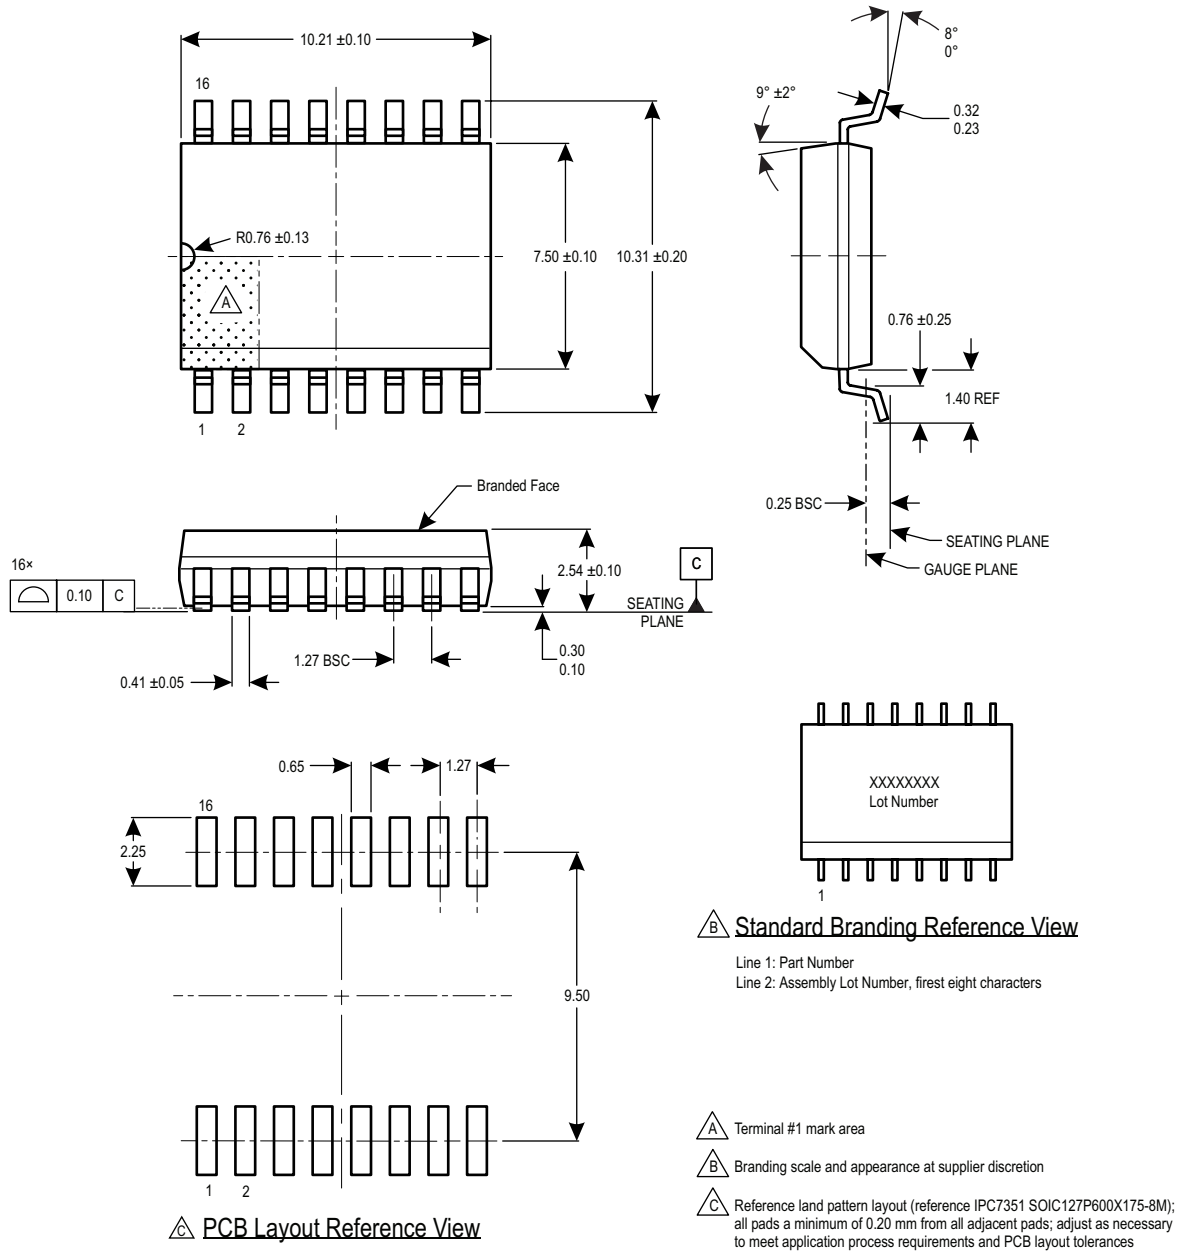 10.21 ±0.10
16
R0.76 ±0.13
A
7.50 ±0.10
10.31 ±0.20
1 2
8°
0°
9° ±2°
0.32
0.23
0.76 ±0.25
1.40 REF
0.25 BSC
SEATING PLANE
GAUGE PLANE
Branded Face
16×
0.10 C
2.54 ±0.10
C
SEATING
PLANE
0.30
0.10
1.27 BSC
0.41 ±0.05
XXXXXXXX
Lot Number
1
B Standard Branding Reference View
Line 1: Part Number
Line 2: Assembly Lot Number, firest eight characters
0.65
1.27
16
2.25
9.50
1 2
C PCB Layout Reference View
A Terminal #1 mark area
B Branding scale and appearance at supplier discretion
C Reference land pattern layout (reference IPC7351 SOIC127P600X175-8M);
all pads a minimum of 0.20 mm from all adjacent pads; adjust as necessary
to meet application process requirements and PCB layout tolerances